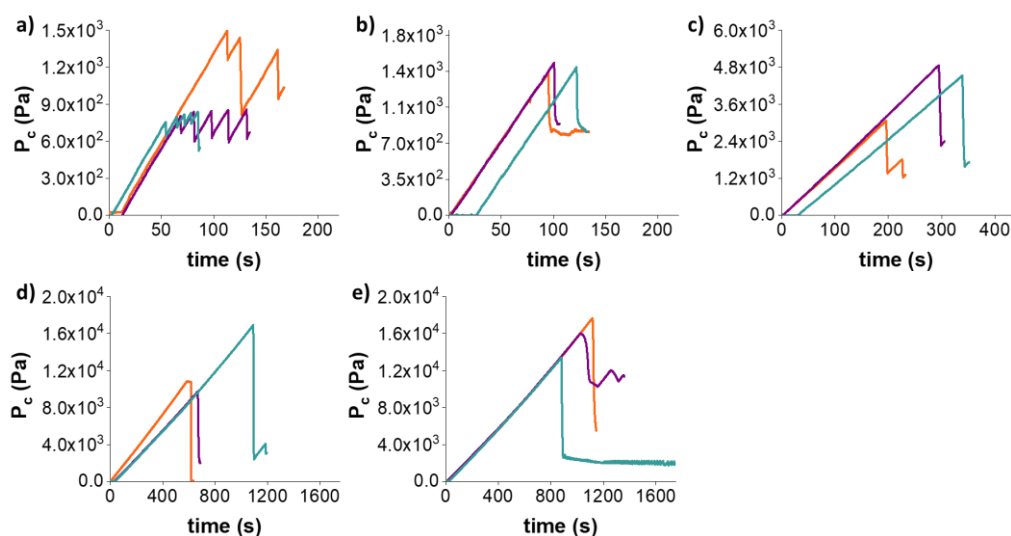 a)
P_c (Pa)
1.5x10³
1.2x10³
9.0x10²
6.0x10²
3.0x10²
0.0
0 50 100 150 200
time (s)
b)
P_c (Pa)
1.8x10³
1.4x10³
1.1x10³
7.0x10²
3.5x10²
0.0
0 50 100 150 200
time (s)
c)
P_c (Pa)
6.0x10³
4.8x10³
3.6x10³
2.4x10³
1.2x10³
0.0
0 100 200 300 400
time (s)
d)
P_c (Pa)
2.0x10⁴
1.6x10⁴
1.2x10⁴
8.0x10³
4.0x10³
0.0
0 400 800 1200 1600
time (s)
e)
P_c (Pa)
2.0x10⁴
1.6x10⁴
1.2x10⁴
8.0x10³
4.0x10³
0.0
0 400 800 1200 1600
time (s)